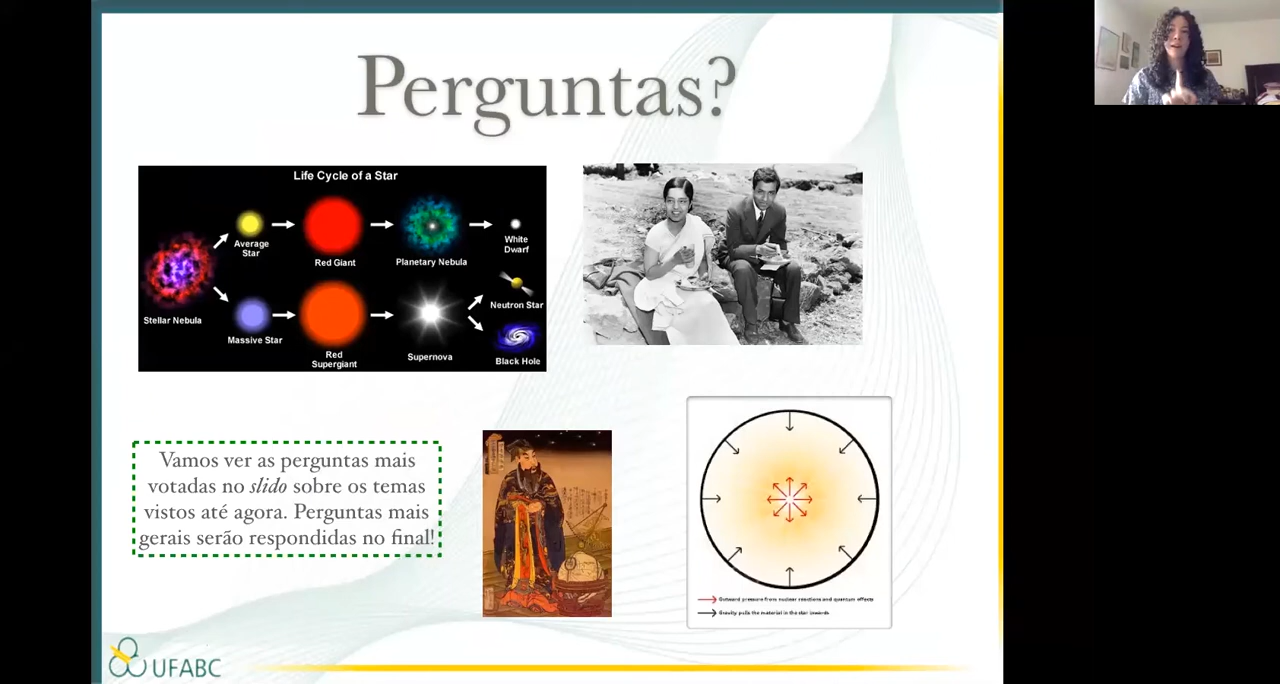 Perguntas?
Life Cycle of a Star
Average
Star
Red Giant
Planetary Nebula
White
Dwarf
Stellar Nebula
Massive Star
Red
Supergiant
Supernova
Neutron Star
Black Hole
Vamos ver as perguntas mais
votadas no slido sobre os temas
vistos até agora. Perguntas mais
gerais serão respondidas no final!
Outward pressure from nuclear reactions and quantum effects
Gravity pulls the material in the star inwards
UFABC